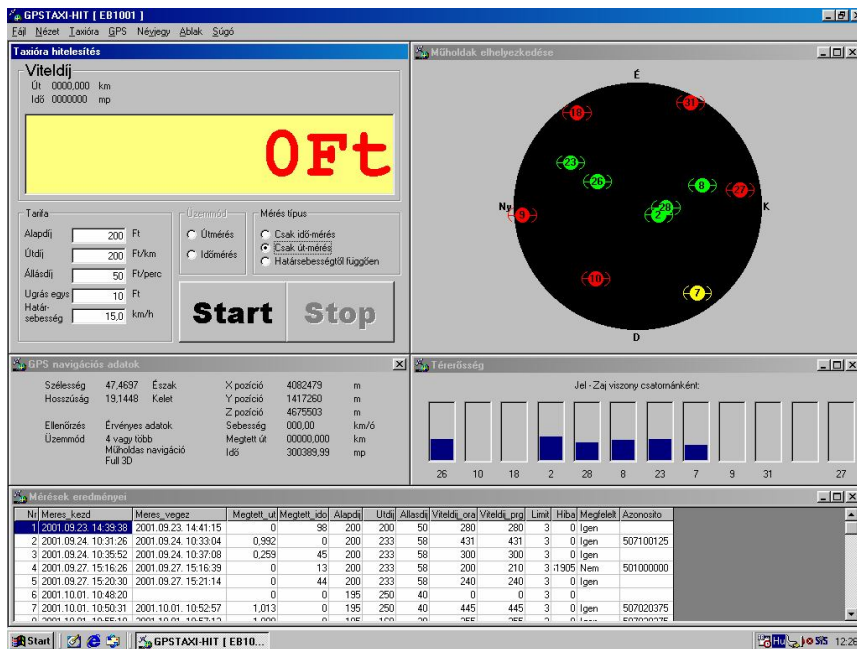 GPSTAXI-HIT [ EB1001 ]
Fájl Nézet Taxióra GPS Névjegy Ablak Súgó
Taxióra hitelesítés
Viteldíj
Út 0000,000 km
Idő 0000000 mp
0Ft
Tarifa
Alapdíj 200 Ft
Útdíj 200 Ft/km
Állásdíj 50 Ft/perc
Ugrás egys 10 Ft
Határ-
sebesség 15,0 km/h
Üzemmód
Útmérés
Időmérés
Mérés típus
Csak idő-mérés
Csak út-mérés
Határsebességtől függően
Start Stop
Műholdak elhelyezkedése
É
18 31
23
26 8 27
Ny 9 28 2 K
10 7
D
GPS navigációs adatok
Szélesség 47,4697 Észak X pozíció 4082479 m
Hosszúság 19,1448 Kelet Y pozíció 1417260 m
Z pozíció 4675503 m
Ellenőrzés Érvényes adatok Sebesség 000,00 km/ó
Üzemmód 4 vagy több Megtett út 00000,000 km
Műholdas navigáció Idő 300389,99 mp
Full 3D
Térerősség
Jel - Zaj viszony csatornánként:
26 10 18 2 28 8 23 7 9 31 27
Mérések eredményei
Nr Meres_kezd Meres_vegez Megtett_ut Megtett_ido Alapdij Utdij Allasdij Viteldij_ora Viteldij_prg Limit Hiba Megfelelt Azonosito
1 2001.09.23. 14:39:38 2001.09.23. 14:41:15 0 98 200 200 50 280 280 3 0 Igen
2 2001.09.24. 10:31:26 2001.09.24. 10:33:04 0,992 0 200 233 58 431 431 3 0 Igen 507100125
3 2001.09.24. 10:35:52 2001.09.24. 10:37:08 0,259 45 200 233 58 300 300 3 0 Igen
4 2001.09.27. 15:16:26 2001.09.27. 15:16:39 0 13 200 233 58 200 210 3 1905 Nem 501000000
5 2001.09.27. 15:20:30 2001.09.27. 15:21:14 0 44 200 233 58 240 240 3 0 Igen
6 2001.10.01. 10:48:20 0 0 195 250 40 0 0 3 0
7 2001.10.01. 10:50:31 2001.10.01. 10:52:57 1,013 0 195 250 40 445 445 3 0 Igen 507020375
Start GPSTAXI-HIT [ EB10... Hu SiS 12:26